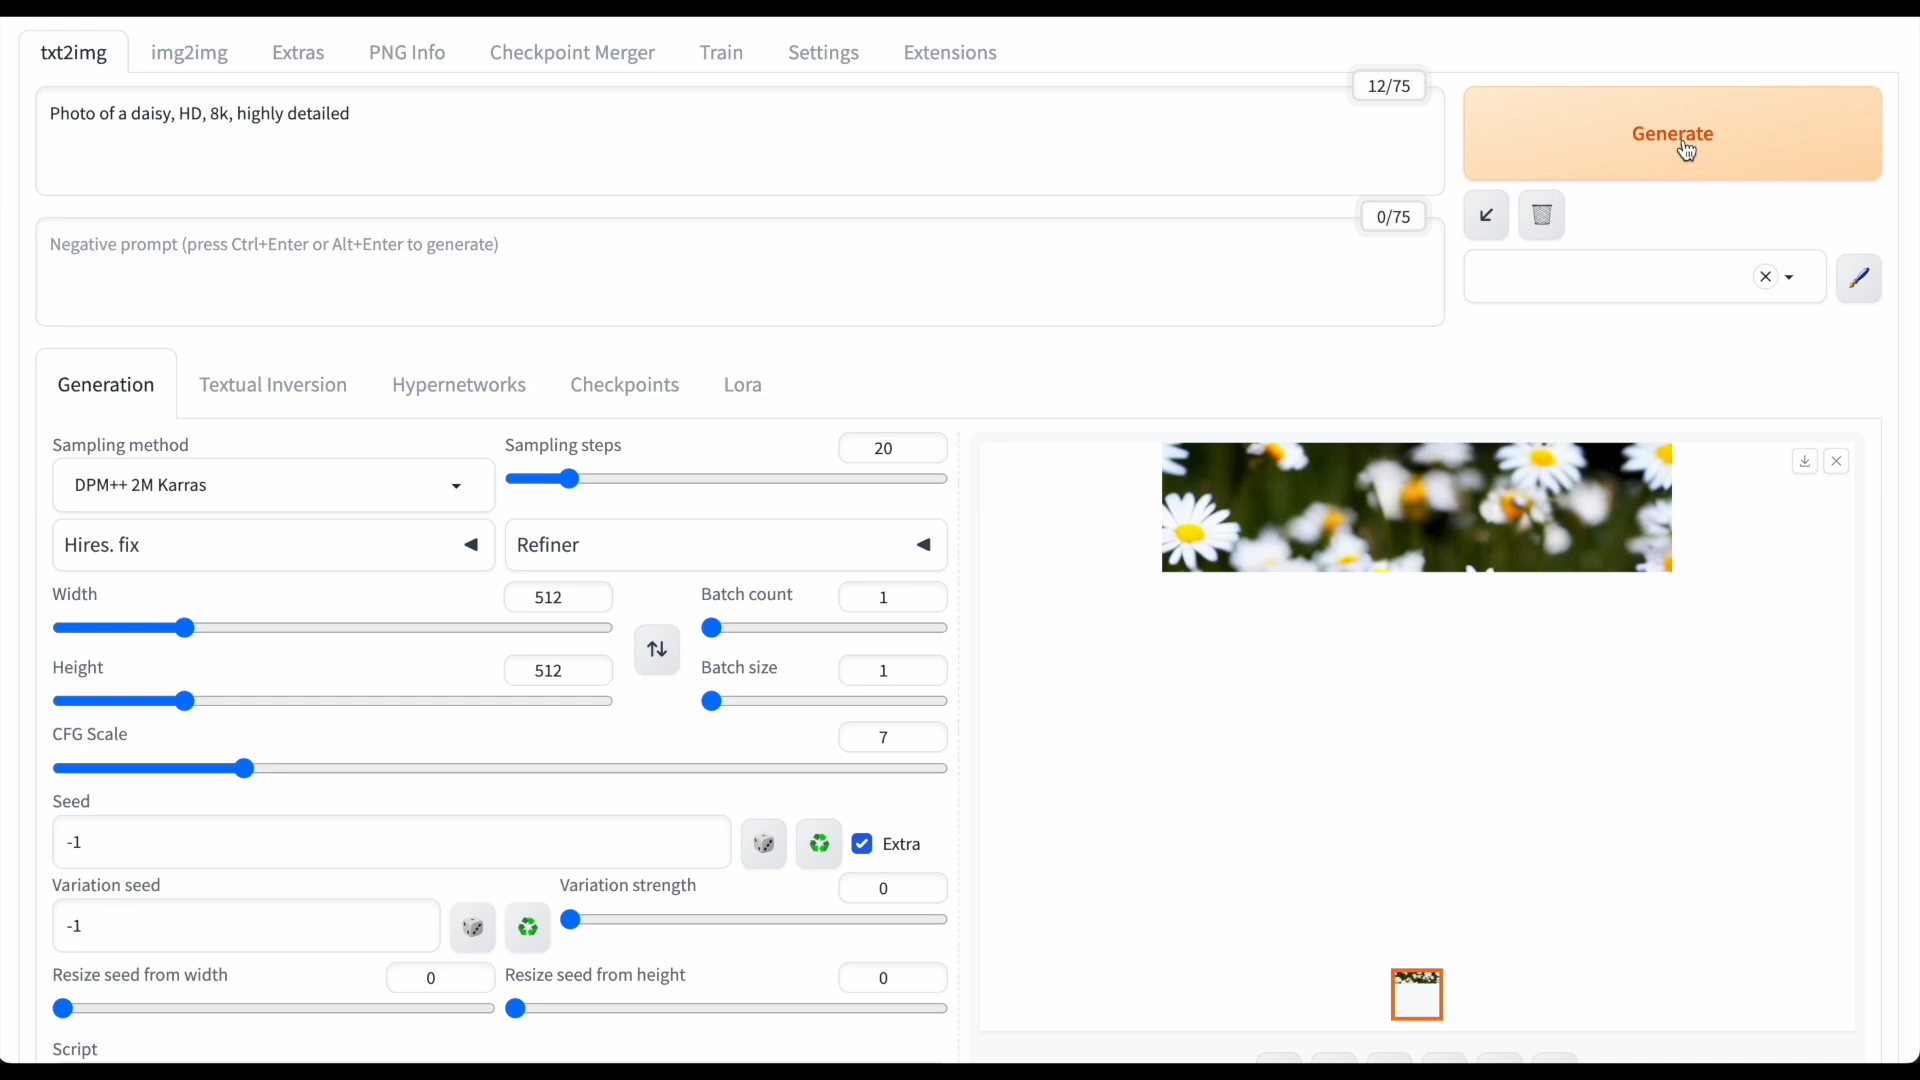 txt2img img2img Extras PNG Info Checkpoint Merger Train Settings Extensions
12/75
Photo of a daisy, HD, 8k, highly detailed
Generate
0/75
Negative prompt (press Ctrl+Enter or Alt+Enter to generate)
Generation Textual Inversion Hypernetworks Checkpoints Lora
Sampling method
DPM++ 2M Karras
Sampling steps 20
Hires. fix
Refiner
Width 512
Batch count 1
Height 512
Batch size 1
CFG Scale 7
Seed
-1
Extra
Variation seed
-1
Variation strength 0
Resize seed from width 0
Resize seed from height 0
Script